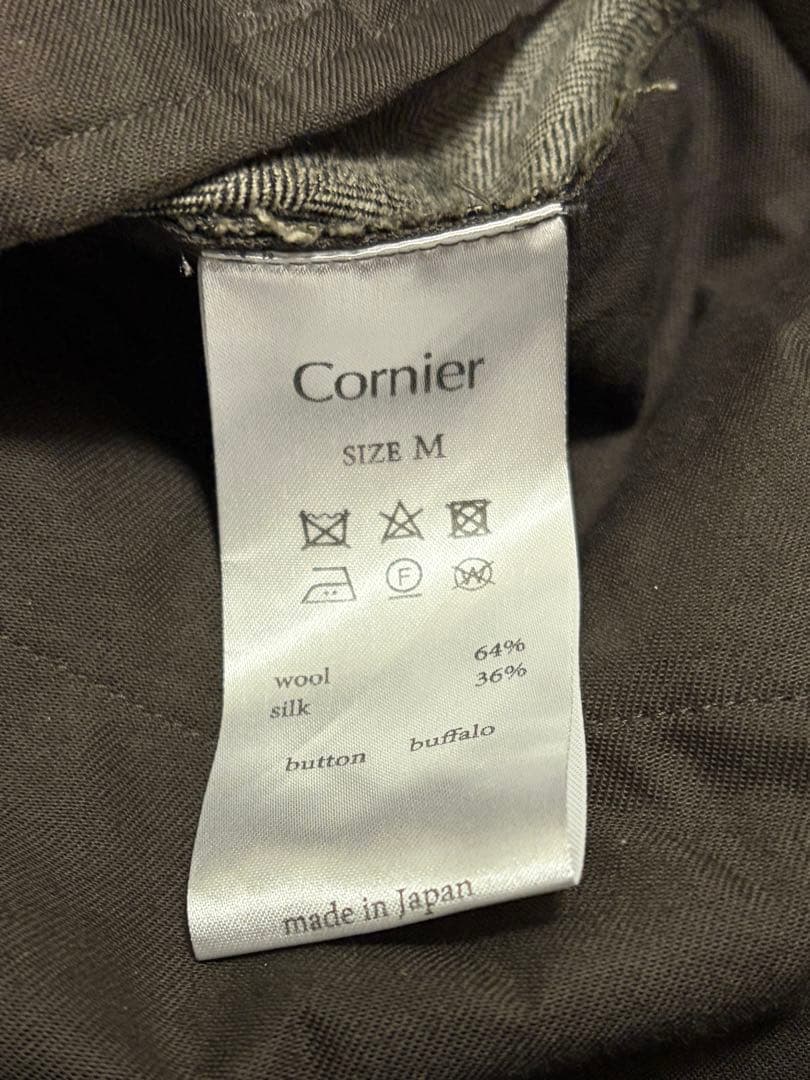 Cornier
SIZE M
F W
wool 64%
silk 36%
button buffalo
made in Japan